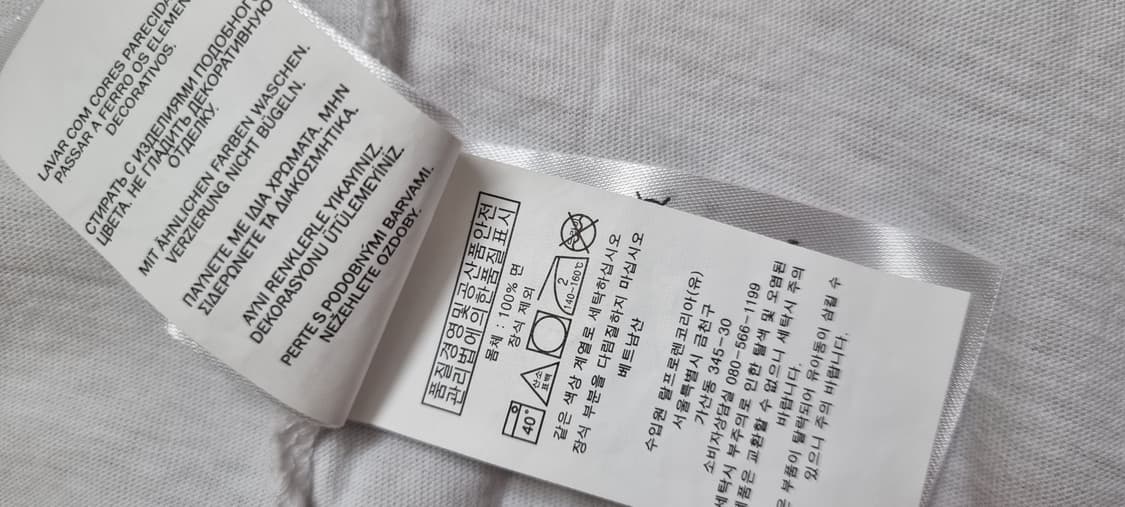 LAVAR COM CORES PARECIDA
PASSAR A FERRO OS ELEMEN
DECORATIVOS.
СТИРАТЬ С ИЗДЕЛИЯМИ ПОДОБНОГ
ЦВЕТА. НЕ ГЛАДИТЬ ДЕКОРАТИВНУЮ
ОТДЕЛКУ.
MIT ÄHNLICHEN FARBEN WASCHEN.
VERZIERUNG NICHT BÜGELN.
ΠΛΥΝΕΤΕ ΜΕ ΙΔΙΑ ΧΡΩΜΑΤΑ. ΜΗΝ
ΣΙΔΕΡΩΝΕΤΕ ΤΑ ΔΙΑΚΟΣΜΗΤΙΚΑ.
AYNI RENKLERLE YIKAYINIZ.
DEKORASYONU ÜTÜLEMEYİNİZ.
PERTE S PODOBNÝMI BARVAMI.
NEŽEHLETE OZDOBY.
품질경영및공산품안전
관리법에의한품질표시
몸체 : 100% 면
장식 제외
40°
산소
표백
2
140~160℃
같은 색상 계열로 세탁하십시오
장식 부분을 다림질하지 마십시오
베트남산
수입원 랄프로렌코리아(유)
서울특별시 금천구
가산동 345-30
소비자상담실 080-566-1199
세탁시 부주의로 인한 탈색 및 오염된
제품은 교환할 수 없으니 세탁시 주의
바랍니다.
은 부품이 탈락되어 유아동이 삼킬 수
있으니 주의 바랍니다.